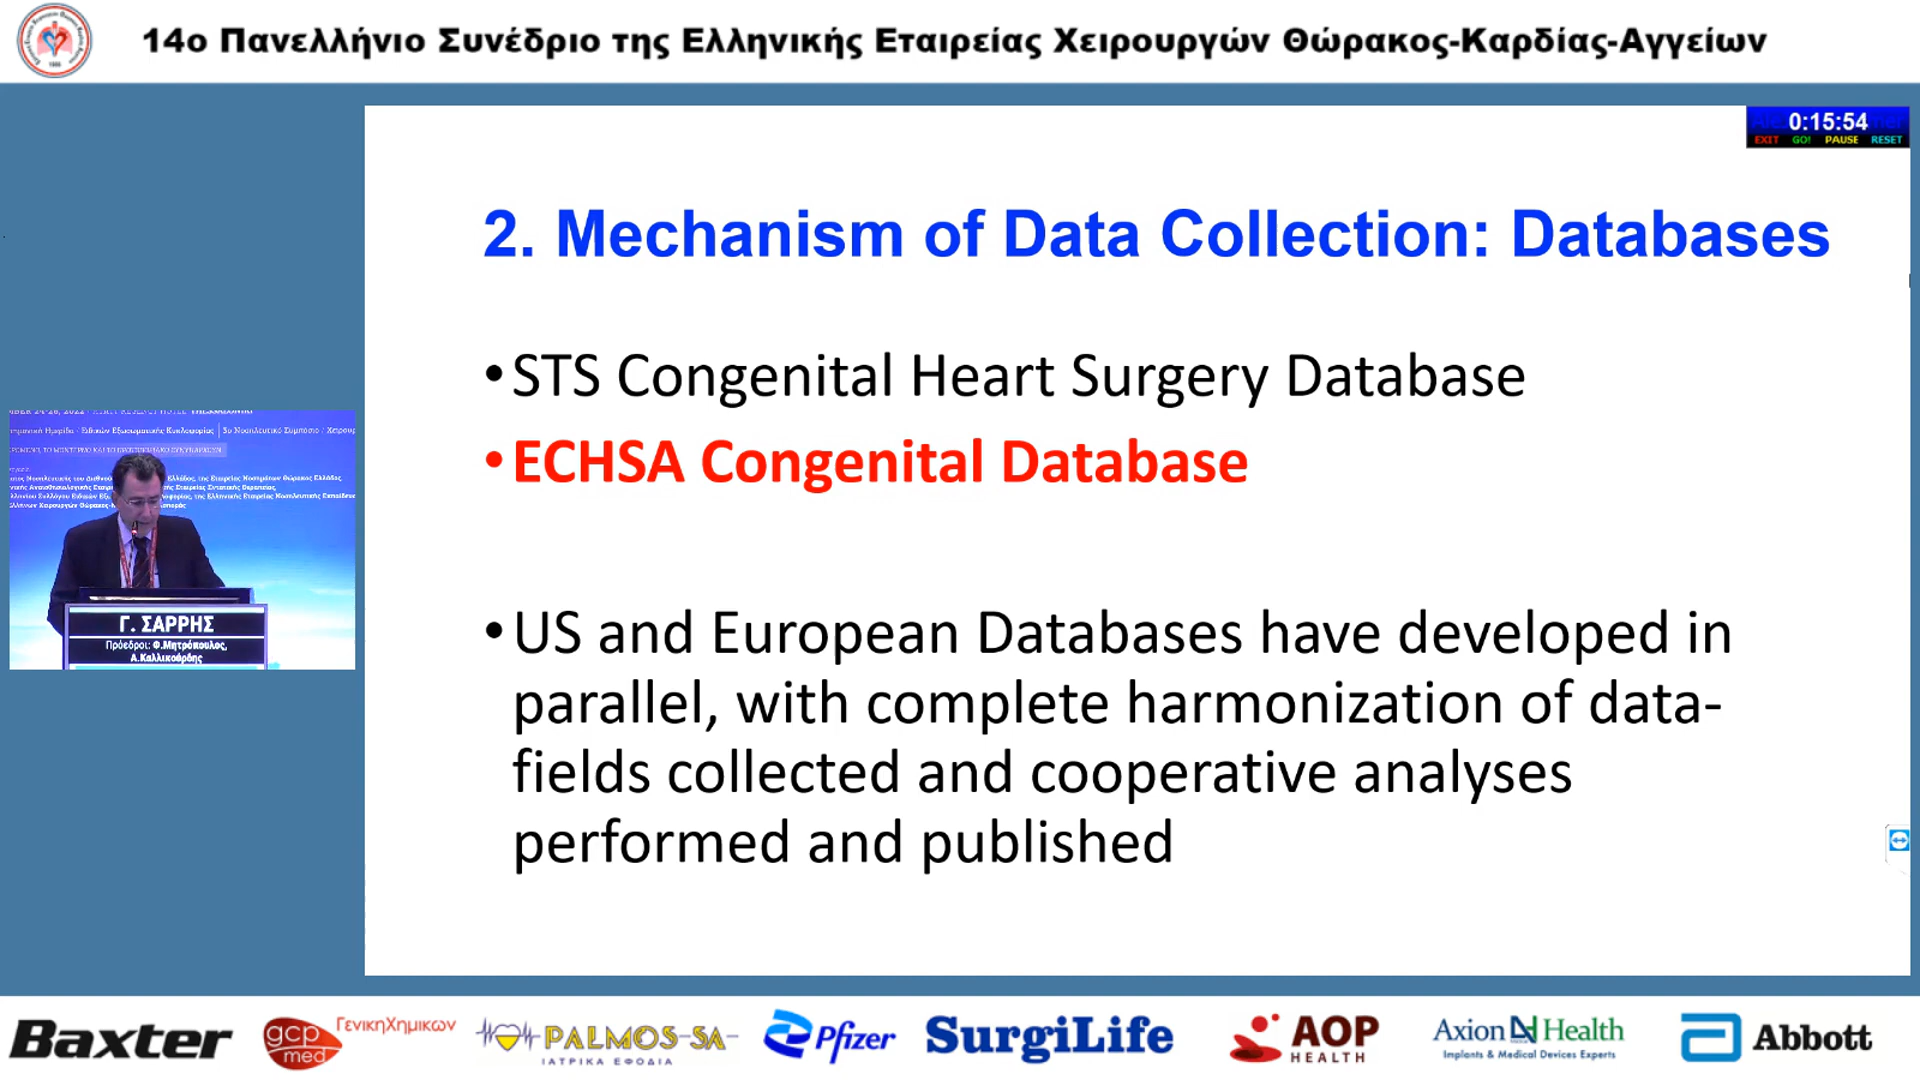 14ο Πανελλήνιο Συνέδριο της Ελληνικής Εταιρείας Χειρουργών Θώρακος-Καρδίας-Αγγείων
0:15:54
EXIT GO! PAUSE RESET
2. Mechanism of Data Collection: Databases
•STS Congenital Heart Surgery Database
•ECHSA Congenital Database
•US and European Databases have developed in
parallel, with complete harmonization of data-
fields collected and cooperative analyses
performed and published
Γ. ΣΑΡΡΗΣ
Πρόεδροι: Φ.Μητρόπουλος,
Α.Καλλικούρδης
Baxter
gcp med ΓενικηΧημικων
PALMOS-SA
ΙΑΤΡΙΚΑ ΕΦΟΔΙΑ
Pfizer
SurgiLife
AOP
HEALTH
Axion Health
Implants & Medical Devices Experts
Abbott